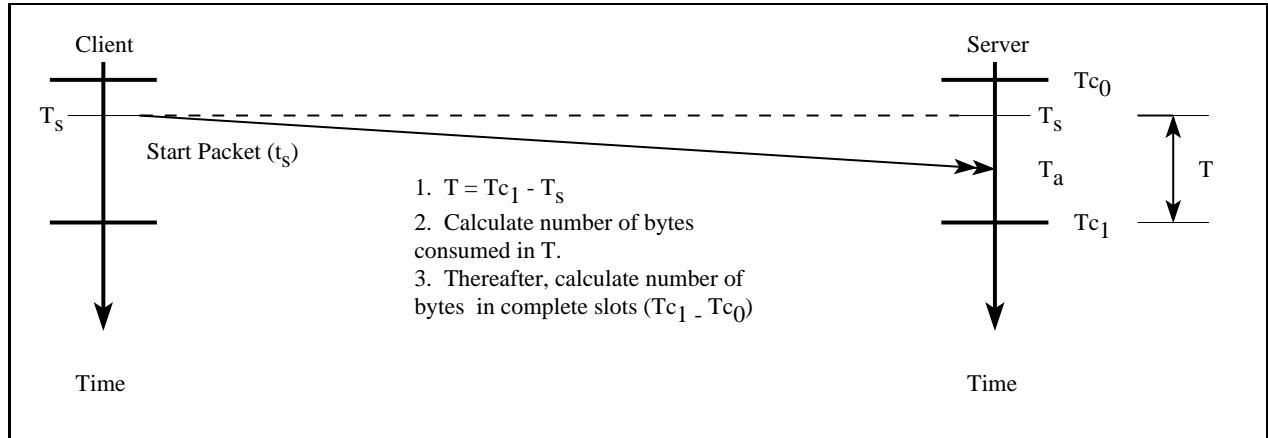 Client
Server
Tc0
Ts
Ts
Start Packet (ts)
Ta
T
1. T = Tc1 - Ts
2. Calculate number of bytes
consumed in T.
3. Thereafter, calculate number of
bytes in complete slots (Tc1 - Tc0)
Tc1
Time
Time